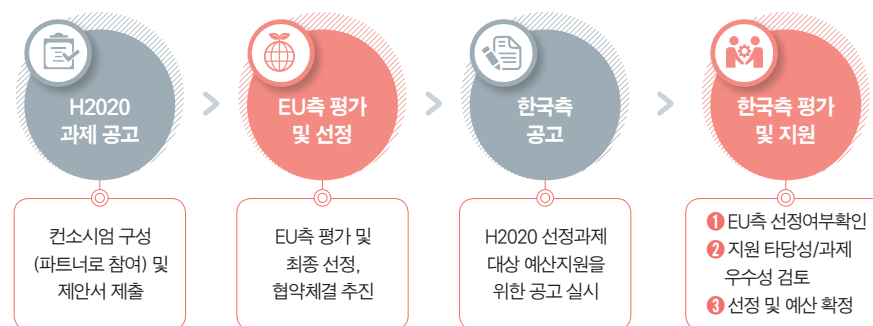 H2020
과제 공고
EU측 평가
및 선정
한국측
공고
한국측 평가
및 지원
컨소시엄 구성
(파트너로 참여) 및
제안서 제출
EU측 평가 및
최종 선정,
협약체결 추진
H2020 선정과제
대상 예산지원을
위한 공고 실시
❶ EU측 선정여부확인
❷ 지원 타당성/과제
우수성 검토
❸ 선정 및 예산 확정